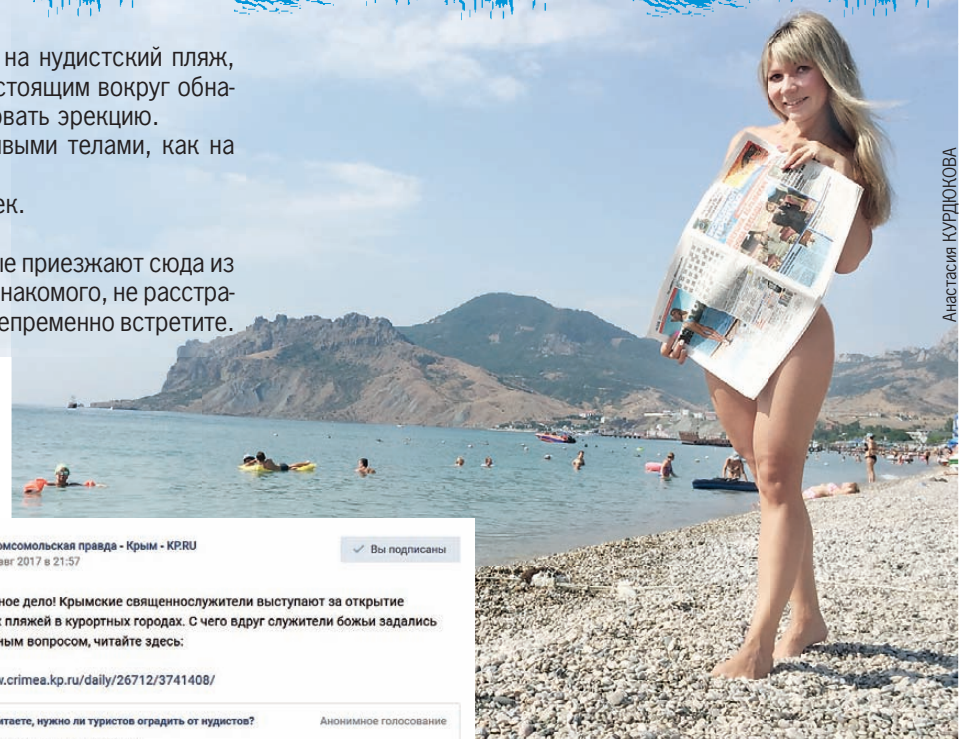 на нудистский пляж,
стоящим вокруг обна-
овать эрекцию.
ивыми телами, как на
ек.
ые приезжают сюда из
накомого, не расстра-
епременно встретите.
Анастасия КУРДЮКОВА
омсомольская правда - Крым - KP.RU
авг 2017 в 21:57
Вы подписаны
ное дело! Крымские священнослужители выступают за открытие
х пляжей в курортных городах. С чего вдруг служители божьи задались
ным вопросом, читайте здесь:
w.crimea.kp.ru/daily/26712/3741408/
итаете, нужно ли туристов оградить от нудистов?
Анонимное голосование